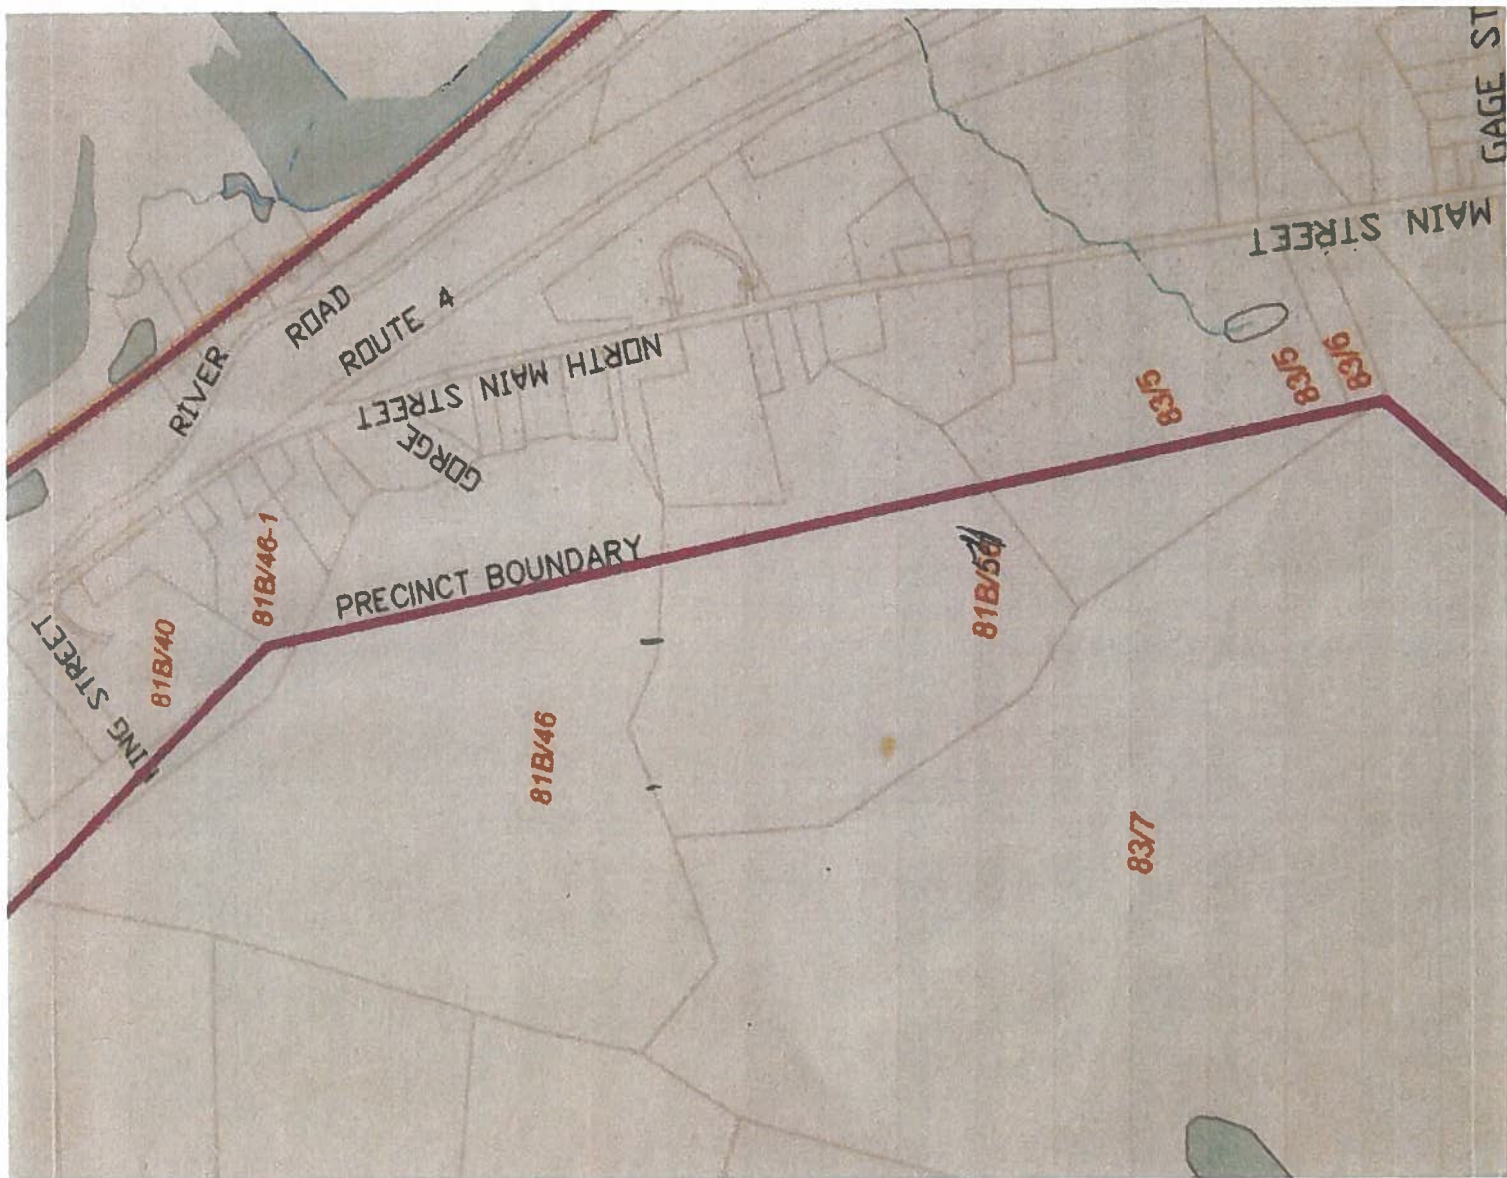 GAGE ST
MAIN STREET
RIVER ROAD
ROUTE 4
NORTH MAIN STREET
GORGE
83/5
83/5
83/6
81B/46-1
PRECINCT BOUNDARY
81B/40
KING STREET
81B/46
83/7